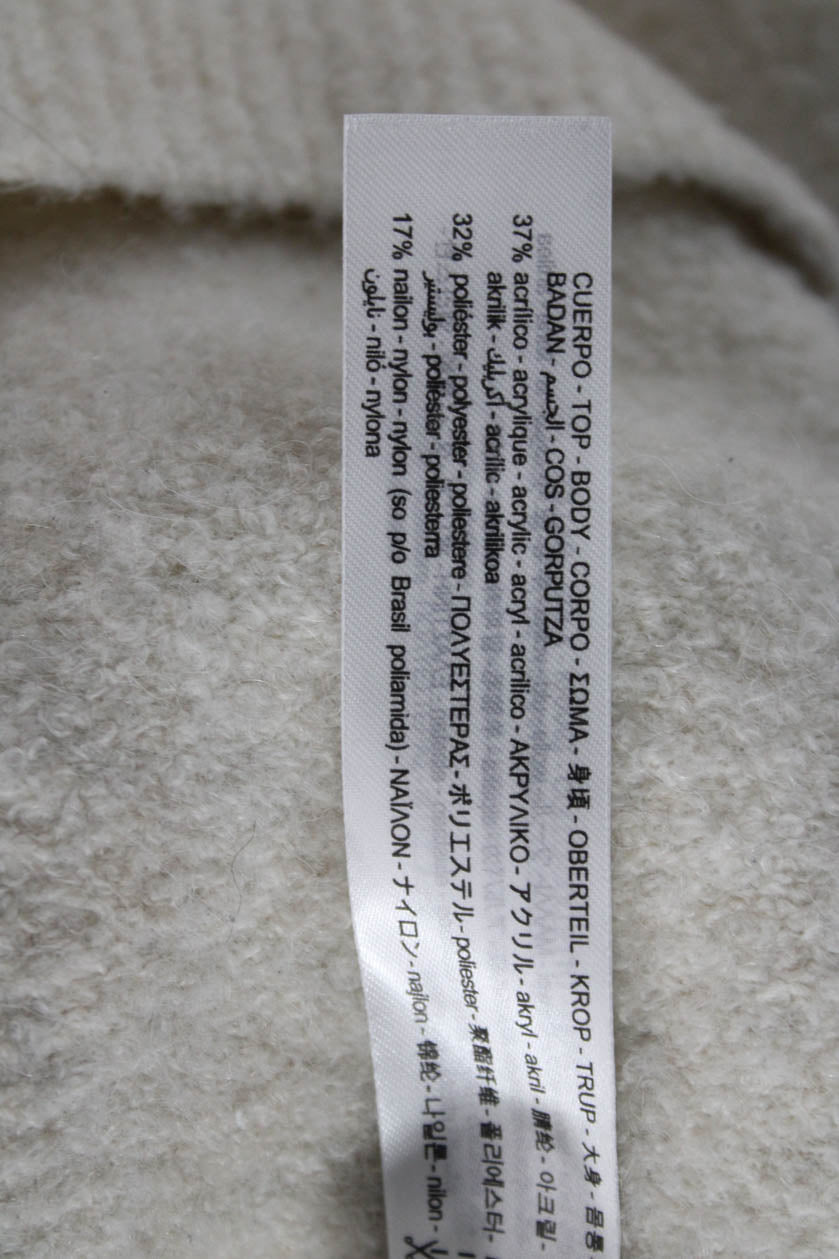 CUERPO - TOP - BODY - CORPO - ΣΩΜΑ - 身頃 - OBERTEIL - KROP - TRUP - 大身 - 몸통
BADAN - الجسم - COS - GORPUTZA
37% acrílico - acrylique - acrylic - acryl - acrilico - ΑΚΡΥΛΙΚΟ - アクリル - akryl - akril - 腈纶 - 아크릴 -
akrilik - أكريليك - acrílic - akrilikoa
32% poliéster - polyester - poliestere - ΠΟΛΥΕΣΤΕΡΑΣ - ポリエステル - poliester - 聚酯纤维 - 폴리에스터 -
بوليستير - polièster - poliesterra
17% nailon - nylon - nylon (so p/o Brasil poliamida) - ΝΑΪΛΟΝ - ナイロン - najlon - 锦纶 - 나일론 - nilon -
نايلون - niló - nylona